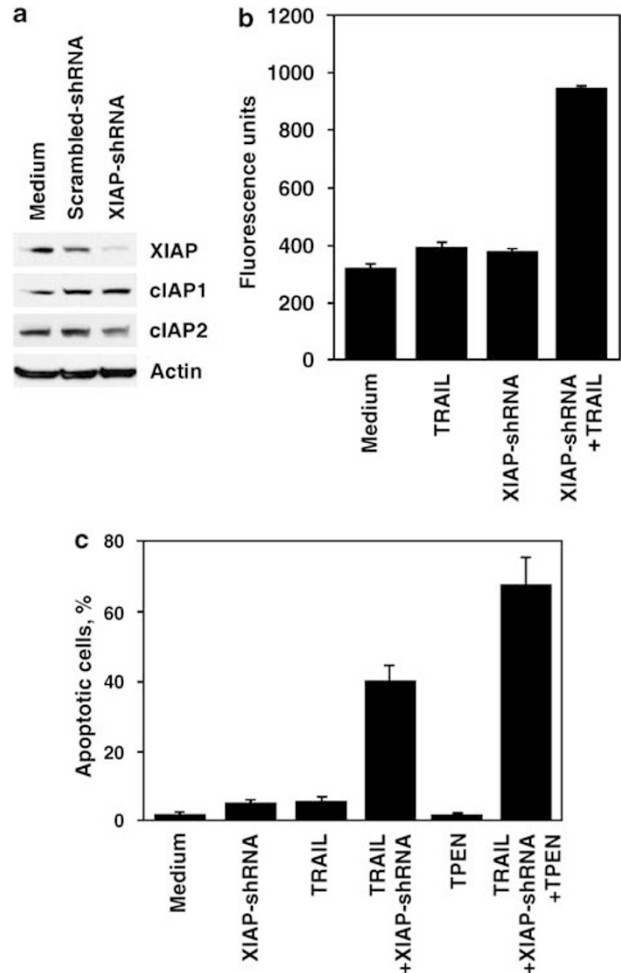 a
Medium
Scrambled-shRNA
XIAP-shRNA
XIAP
cIAP1
cIAP2
Actin
b
Fluorescence units
1200
1000
800
600
400
200
0
Medium
TRAIL
XIAP-shRNA
XIAP-shRNA
+TRAIL
c
Apoptotic cells, %
80
60
40
20
0
Medium
XIAP-shRNA
TRAIL
TRAIL
+XIAP-shRNA
TPEN
TRAIL
+XIAP-shRNA
+TPEN